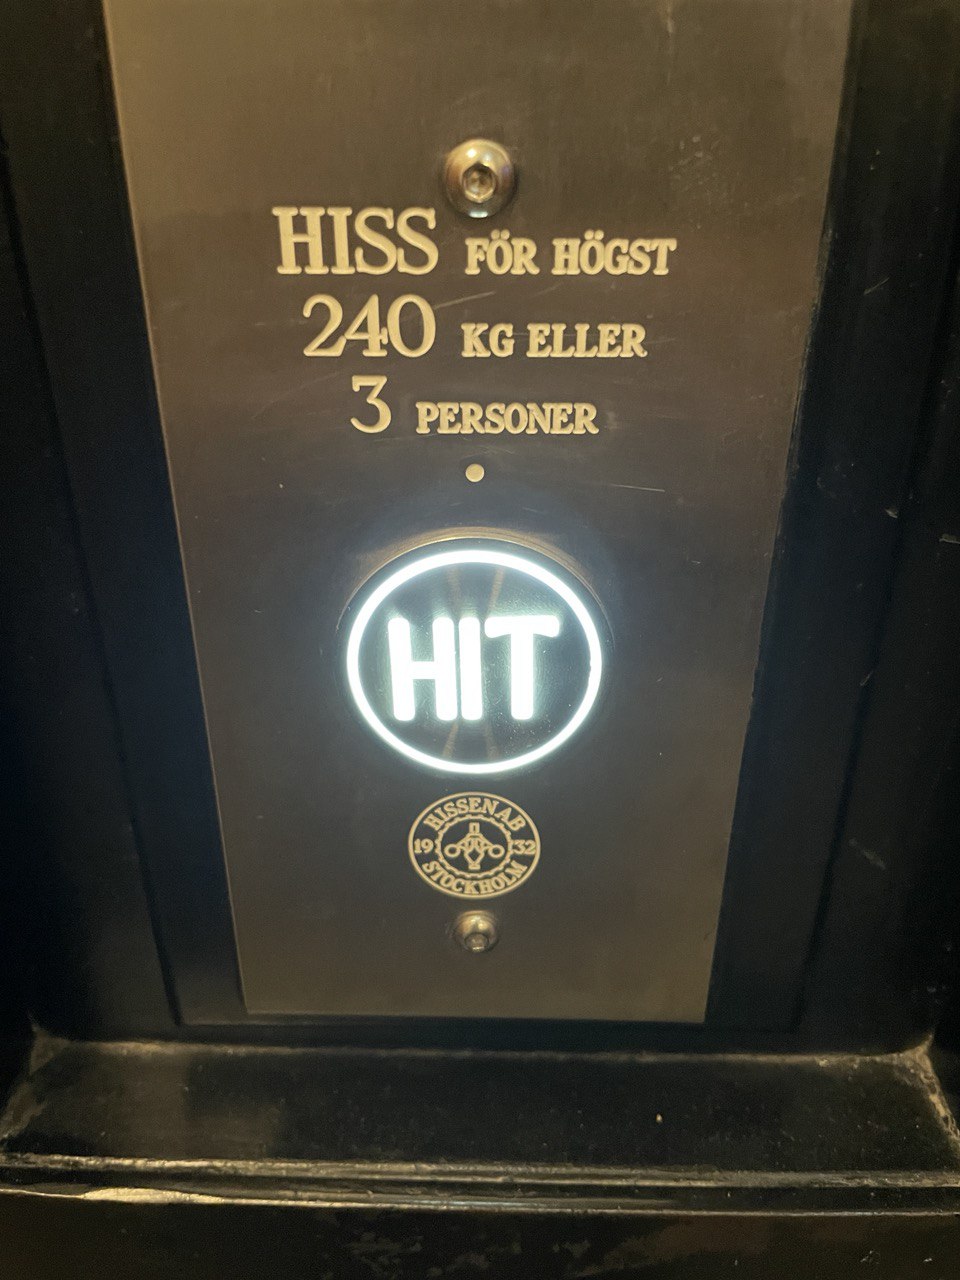 HISS FÖR HÖGST
240 KG ELLER
3 PERSONER
HIT
HISSEN AB
19 32
STOCKHOLM